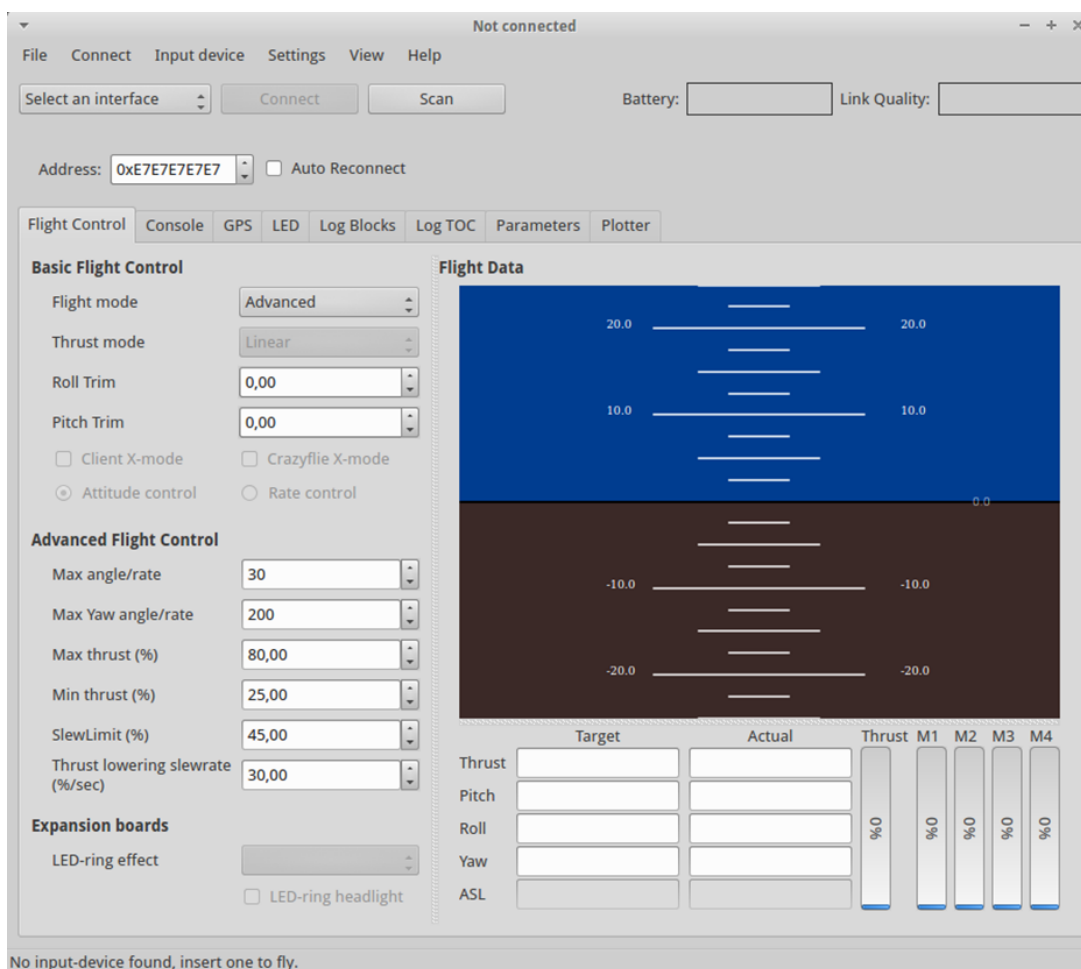 Not connected
File Connect Input device Settings View Help
Select an interface Connect Scan Battery: Link Quality:
Address: 0xE7E7E7E7E7 Auto Reconnect
Flight Control Console GPS LED Log Blocks Log TOC Parameters Plotter
Basic Flight Control
Flight mode Advanced
Thrust mode Linear
Roll Trim 0,00
Pitch Trim 0,00
Client X-mode Crazyflie X-mode
Attitude control Rate control
Advanced Flight Control
Max angle/rate 30
Max Yaw angle/rate 200
Max thrust (%) 80,00
Min thrust (%) 25,00
SlewLimit (%) 45,00
Thrust lowering slewrate
(%/sec) 30,00
Expansion boards
LED-ring effect
LED-ring headlight
Flight Data
20.0 20.0
10.0 10.0
0.0
-10.0 -10.0
-20.0 -20.0
Target Actual Thrust M1 M2 M3 M4
Thrust
Pitch
Roll 0% 0% 0% 0% 0%
Yaw
ASL
No input-device found, insert one to fly.